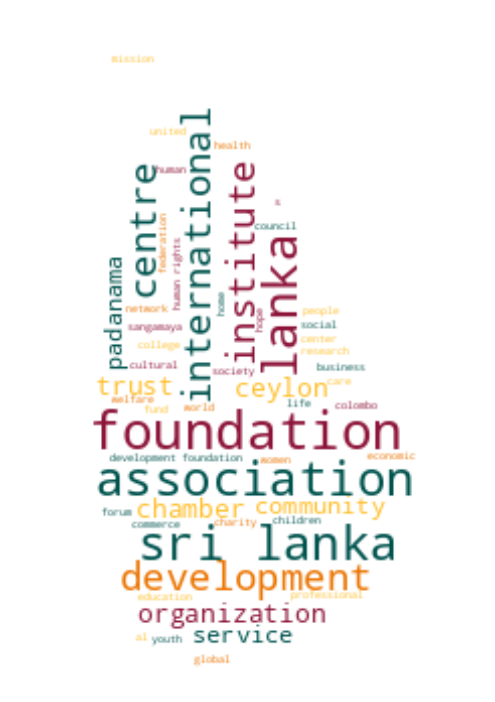 mission
united
health
international
centre
human
institute
s
council
federation
human rights
lanka
padanama
home
hope
network
people
sangamaya
social
college
center
research
cultural
society
business
trust
ceylon
care
welfare
fund
world
life
colombo
foundation
development foundation
women
economic
association
chamber
community
forum
commerce
charity
children
sri lanka
development
education
professional
organization
al
youth
service
global